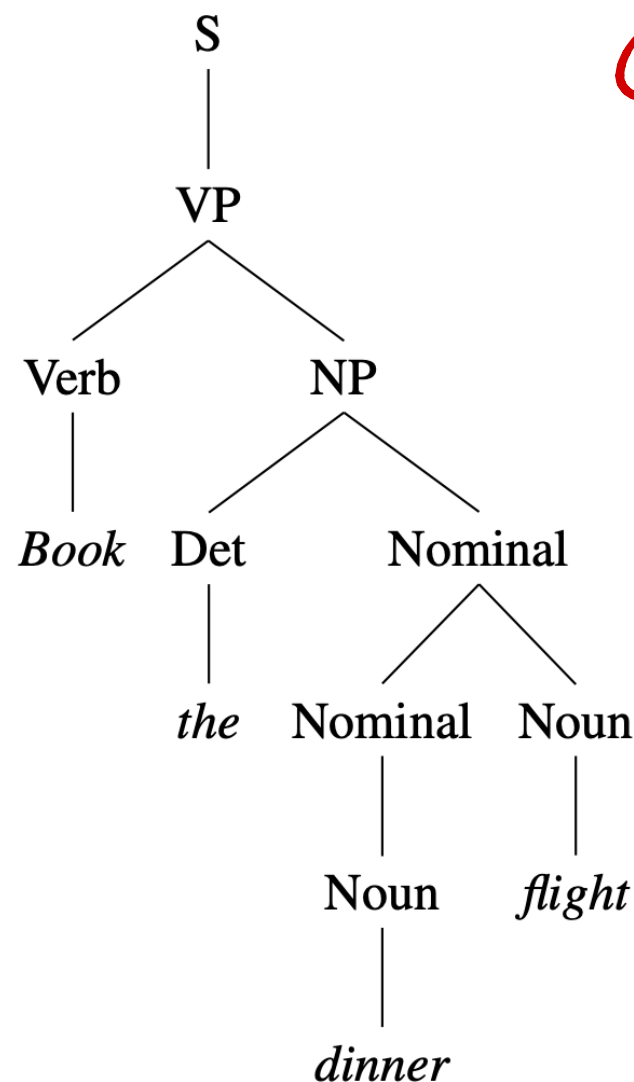 S
VP
Verb NP
Book Det Nominal
the Nominal Noun
Noun flight
dinner